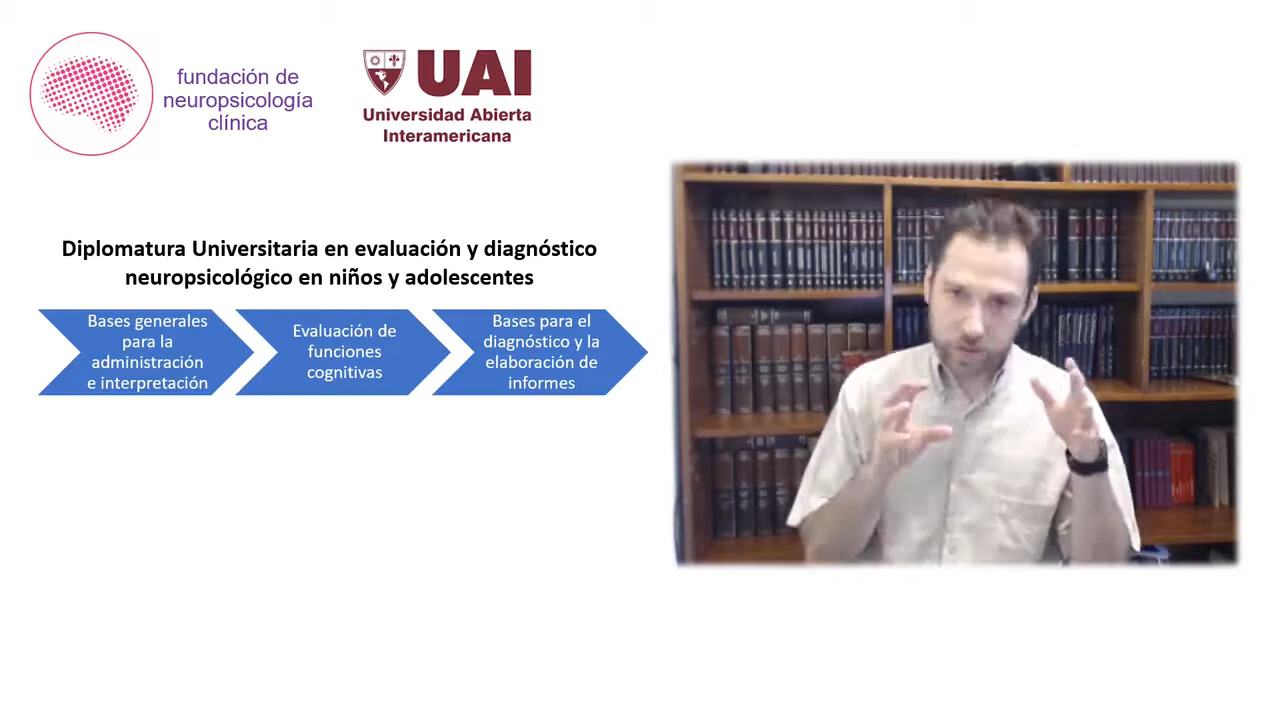 fundación de
neuropsicología
clínica
UAI
Universidad Abierta
Interamericana
Diplomatura Universitaria en evaluación y diagnóstico
neuropsicológico en niños y adolescentes
Bases generales
para la
administración
e interpretación
Evaluación de
funciones
cognitivas
Bases para el
diagnóstico y la
elaboración de
informes